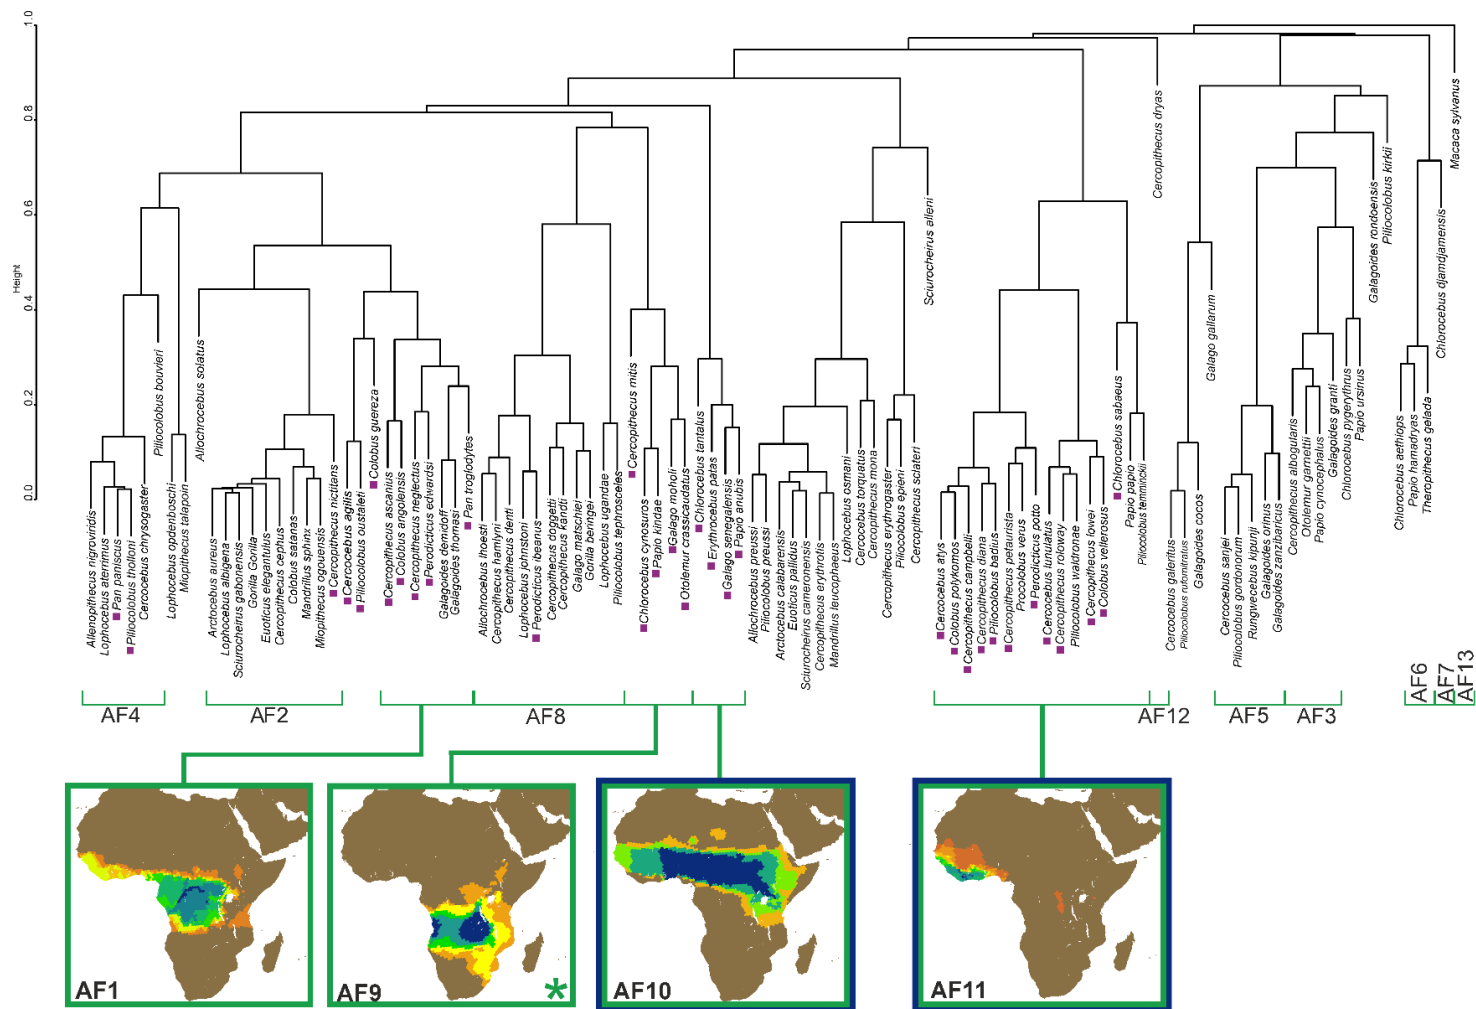 Height
1.0
0.8
0.6
0.4
0.2
0.0
Allenopithecus nigroviridis
Lophocebus aterrimus
Pan paniscus
Piliocolobus tholloni
Cercocebus chrysogaster
Piliocolobus bouvieri
Lophocebus opdenboschi
Miopithecus talapoin
Allochrocebus solatus
Arctocebus aureus
Lophocebus albigena
Sciurocheirus gabonensis
Gorilla Gorilla
Euoticus elegantulus
Cercopithecus cephus
Colobus satanas
Mandrillus sphinx
Miopithecus ogouensis
Cercopithecus nictitans
Cercocebus agilis
Piliocolobus oustaleti
Colobus guereza
Cercopithecus ascanius
Colobus angolensis
Cercopithecus neglectus
Perodicticus edwardsi
Galagoides demidoff
Galagoides thomasi
Pan troglodytes
Allochrocebus lhoesti
Cercopithecus hamlyni
Cercopithecus denti
Lophocebus johnstoni
Perodicticus beanus
Cercopithecus doggetti
Cercopithecus kandti
Galago matschiei
Gorilla beringei
Lophocebus ugandae
Piliocolobus tephrosceles
Cercopithecus mitis
Chlorocebus cynosuros
Papio kindae
Galago moholi
Otolemur crassicaudatus
Chlorocebus tantalus
Erythrocebus patas
Galago senegalensis
Papio anubis
Allochrocebus preussi
Piliocolobus preussi
Arctocebus calabarensis
Euoticus pallidus
Sciurocheirus cameronensis
Cercopithecus erythrotis
Mandrillus leucophaeus
Lophocebus osmani
Cercocebus torquatus
Cercopithecus mona
Cercopithecus erythrogaster
Piliocolobus epieni
Cercopithecus sclateri
Sciurocheirus alleni
Cercocebus atys
Colobus polykomos
Cercopithecus campbelli
Cercopithecus diana
Piliocolobus badius
Cercopithecus petaurista
Procolobus verus
Perodicticus potto
Cercocebus lunulatus
Cercopithecus roloway
Piliocolobus waldronae
Cercopithecus lowei
Colobus vellerosus
Chlorocebus sabaeus
Papio papio
Piliocolobus temminckii
Cercopithecus dryas
Cercocebus galeritus
Piliocolobus rufomitratus
Galagoides cocos
Galago gallarum
Cercocebus sanjei
Piliocolobus gordonorum
Rungwecebus kipunji
Galagoides orinus
Galagoides zanzibaricus
Cercopithecus albogularis
Otolemur garnettii
Papio cynocephalus
Galagoides granti
Chlorocebus pygerythrus
Papio ursinus
Galagoides rondoensis
Piliocolobus kirkii
Chlorocebus aethiops
Papio hamadryas
Theropithecus gelada
Chlorocebus djamdjamensis
Macaca sylvanus
AF4
AF2
AF8
AF12
AF5
AF3
AF6
AF7
AF13
AF1
AF9
*
AF10
AF11